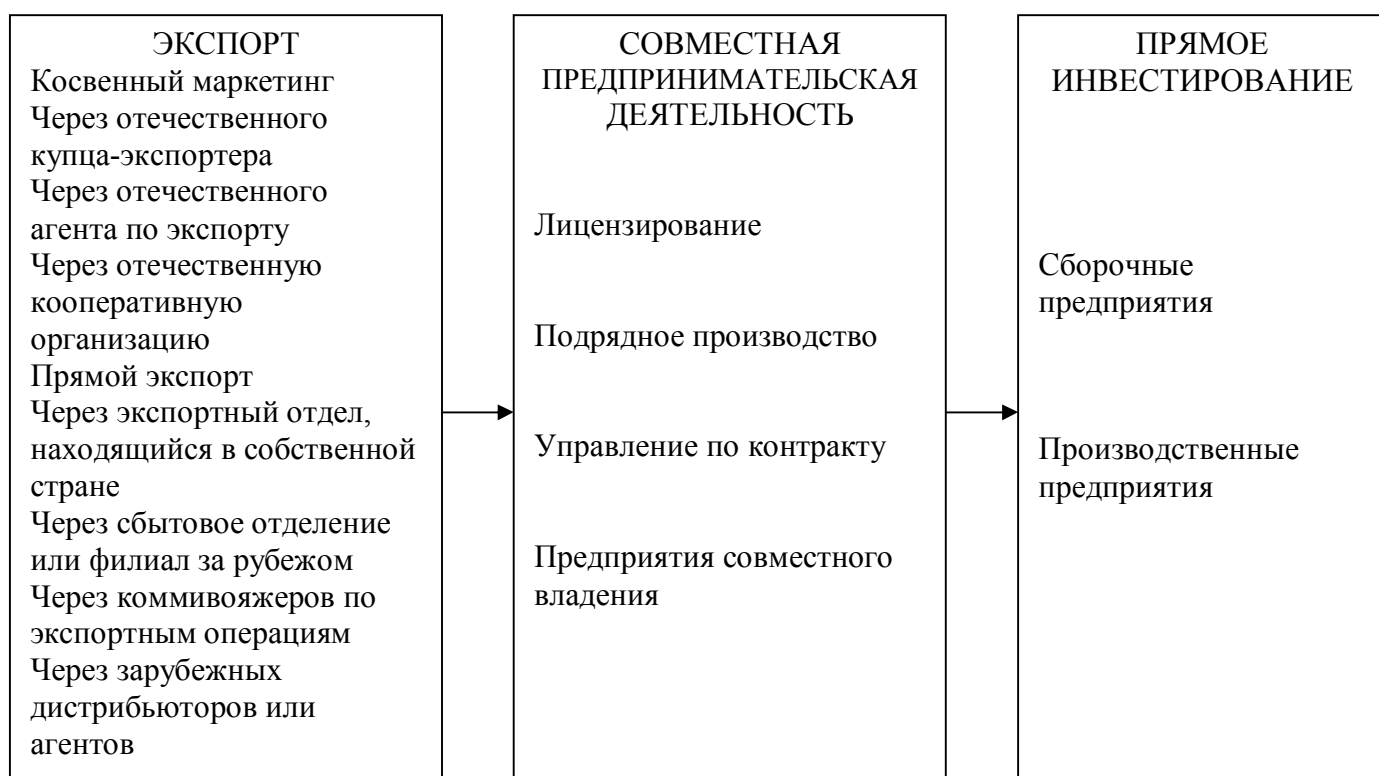 ЭКСПОРТ
Косвенный маркетинг
Через отечественного
купца-экспортера
Через отечественного
агента по экспорту
Через отечественную
кооперативную
организацию
Прямой экспорт
Через экспортный отдел,
находящийся в собственной
стране
Через сбытовое отделение
или филиал за рубежом
Через коммивояжеров по
экспортным операциям
Через зарубежных
дистрибьюторов или
агентов
СОВМЕСТНАЯ
ПРЕДПРИНИМАТЕЛЬСКАЯ
ДЕЯТЕЛЬНОСТЬ
Лицензирование
Подрядное производство
Управление по контракту
Предприятия совместного
владения
ПРЯМОЕ
ИНВЕСТИРОВАНИЕ
Сборочные
предприятия
Производственные
предприятия